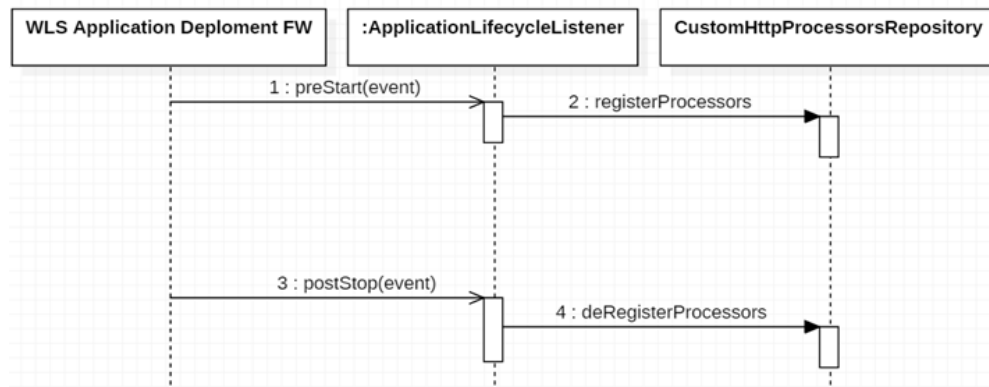 WLS Application Deploment FW
:ApplicationLifecycleListener
CustomHttpProcessorsRepository
1 : preStart(event)
2 : registerProcessors
3 : postStop(event)
4 : deRegisterProcessors